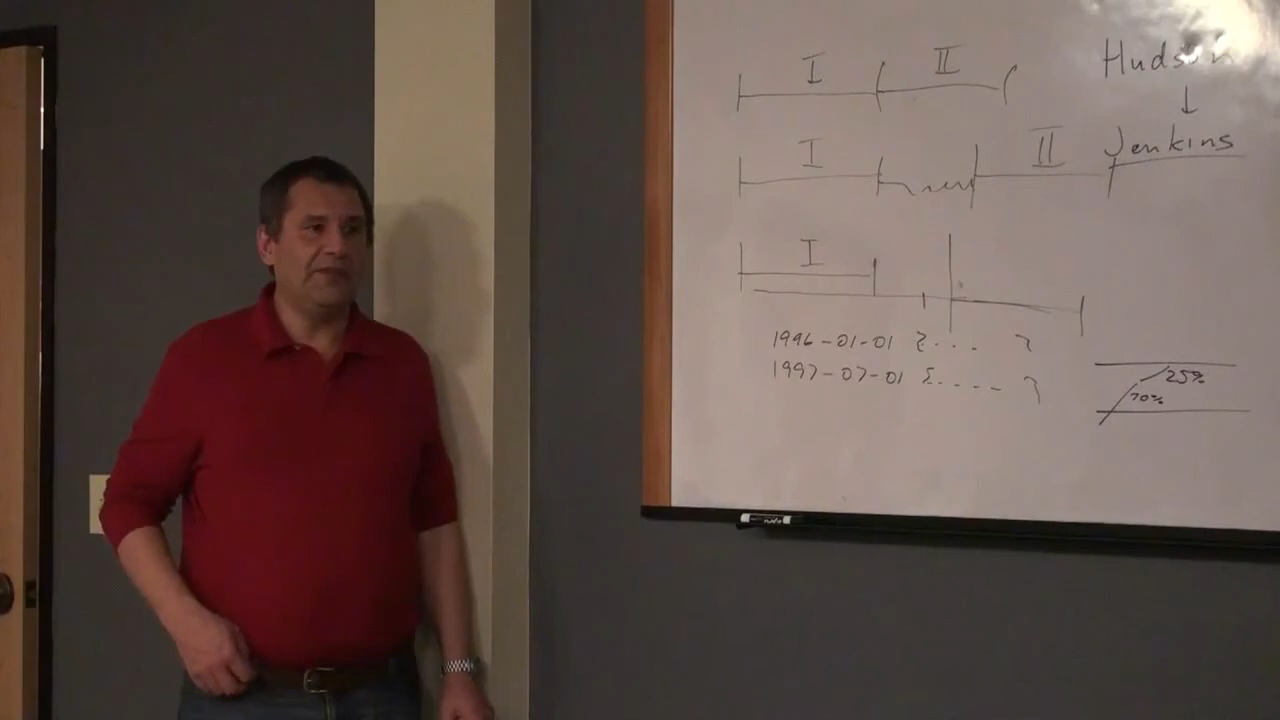 I II
Hudson
↓
I II
Jenkins
I
1996-01-01 {... }
1997-07-01 {..... }
25%
70%